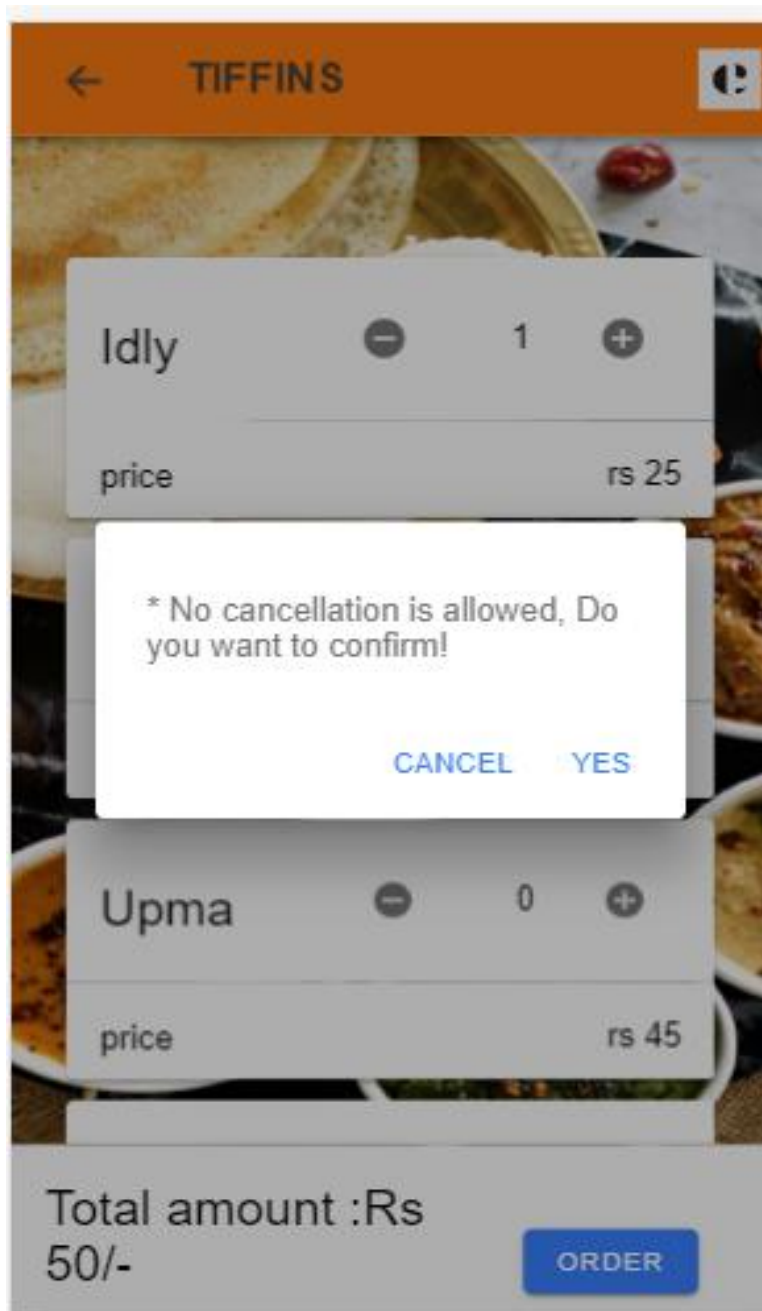 TIFFINS
Idly 1
price rs 25
* No cancellation is allowed, Do
you want to confirm!
CANCEL YES
Upma 0
price rs 45
Total amount :Rs
50/-
ORDER